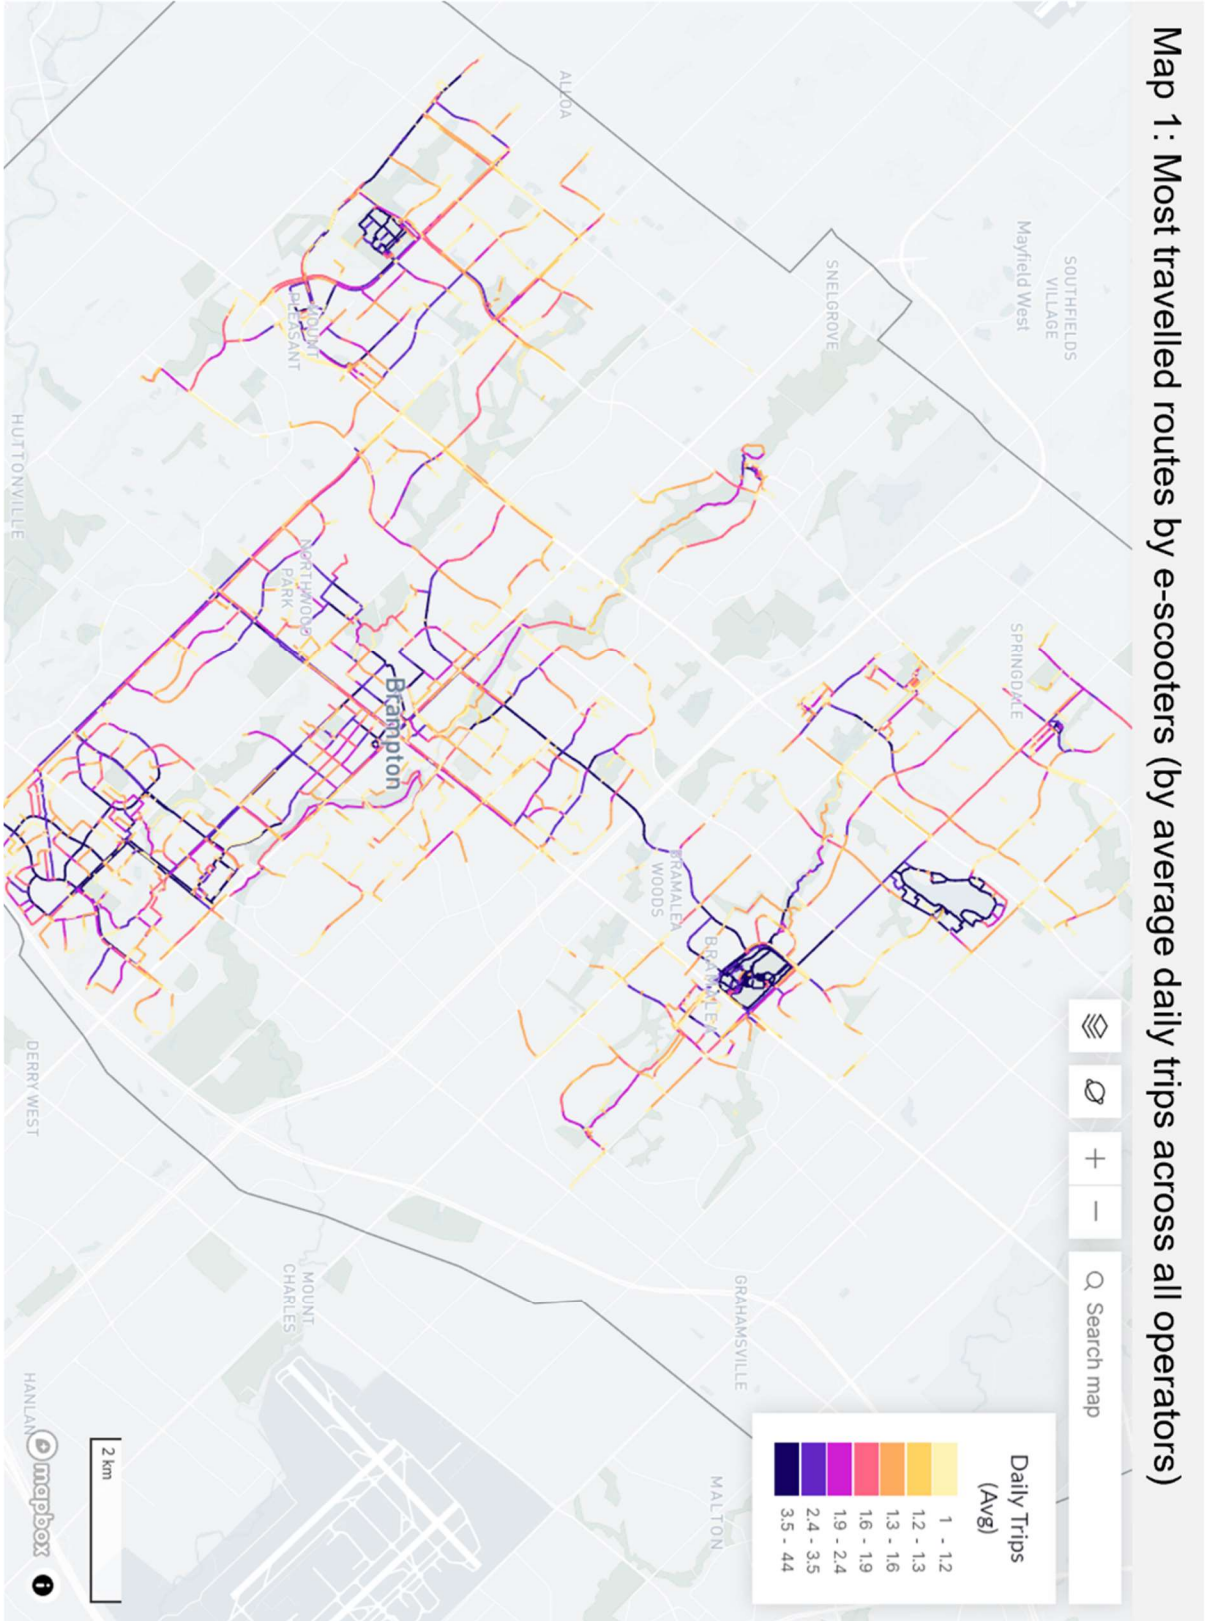 Map 1: Most travelled routes by e-scooters (by average daily trips across all operators)
Search map
SOUTHFIELDS
VILLAGE
Mayfield West
SNELGROVE
ALLOA
SPRINGDALE
MOUNT
PLEASANT
NORTHWOOD
PARK
Brampton
BRAMALEA
WOODS
BRAMALEA
HUTTONVILLE
DERRY WEST
MOUNT
CHARLES
GRAHAMSVILLE
MALTON
HANLAN
Daily Trips
(Avg)
1 - 1.2
1.2 - 1.3
1.3 - 1.6
1.6 - 1.9
1.9 - 2.4
2.4 - 3.5
3.5 - 44
2 km
mapbox